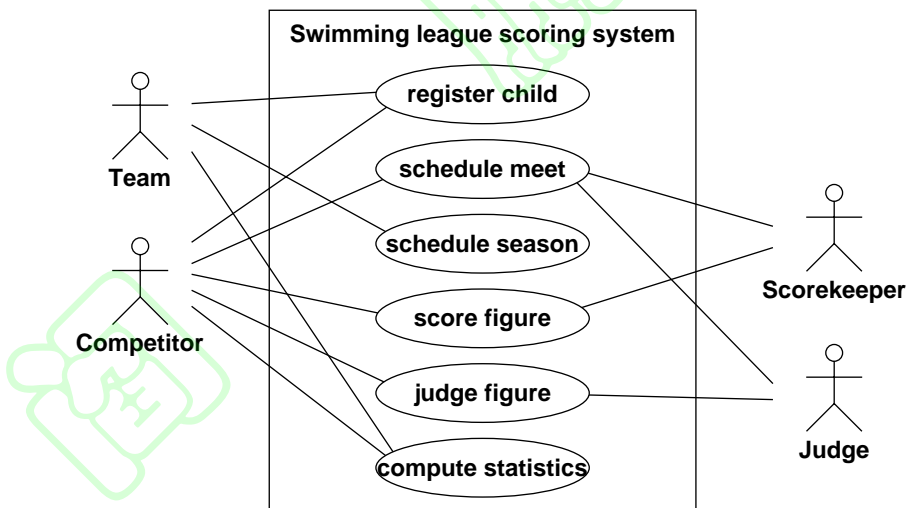 Swimming league scoring system
register child
Team
schedule meet
schedule season
Scorekeeper
Competitor
score figure
judge figure
Judge
compute statistics